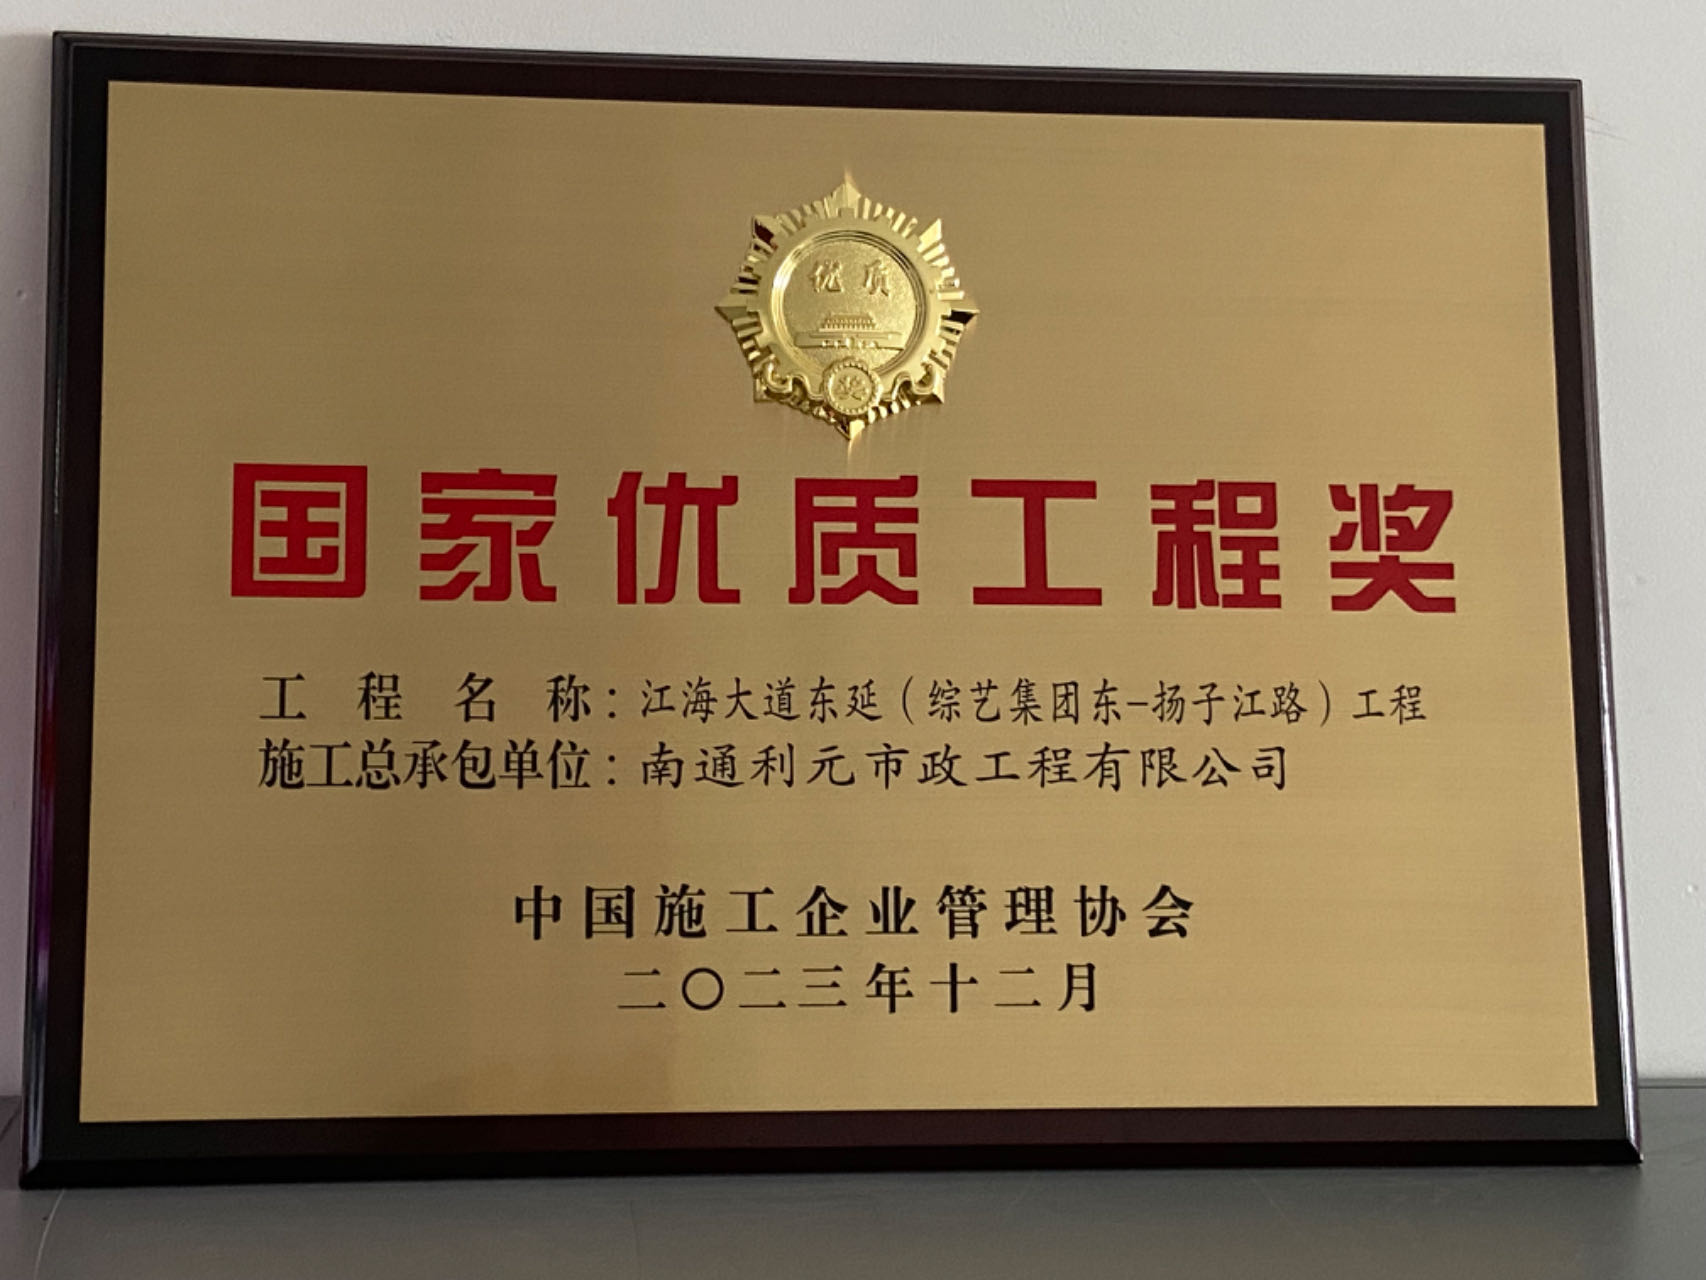 优质
奖
国家优质工程奖
工程名称：江海大道东延（综艺集团东-扬子江路）工程
施工总承包单位：南通利元市政工程有限公司
中国施工企业管理协会
二〇二三年十二月